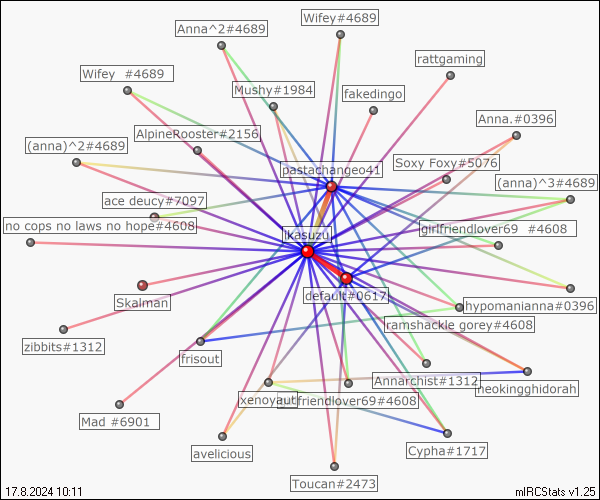 Wifey#4689
Anna^2#4689
rattgaming
Wifey  #4689
Mushy#1984
fakedingo
Anna.#0396
AlpineRooster#2156
(anna)^2#4689
Soxy Foxy#5076
pastachangeo41
(anna)^3#4689
ace deucy#7097
no cops no laws no hope#4608
girlfriendlover69  #4608
ikasuzu
default#0617
Skalman
hypomanianna#0396
ramshackle gorey#4608
zibbits#1312
frisout
Annarchist#1312
neokingghidorah
xenoyaut
friendlover69#4608
Mad #6901
avelicious
Cypha#1717
Toucan#2473
17.8.2024 10:11
mIRCStats v1.25